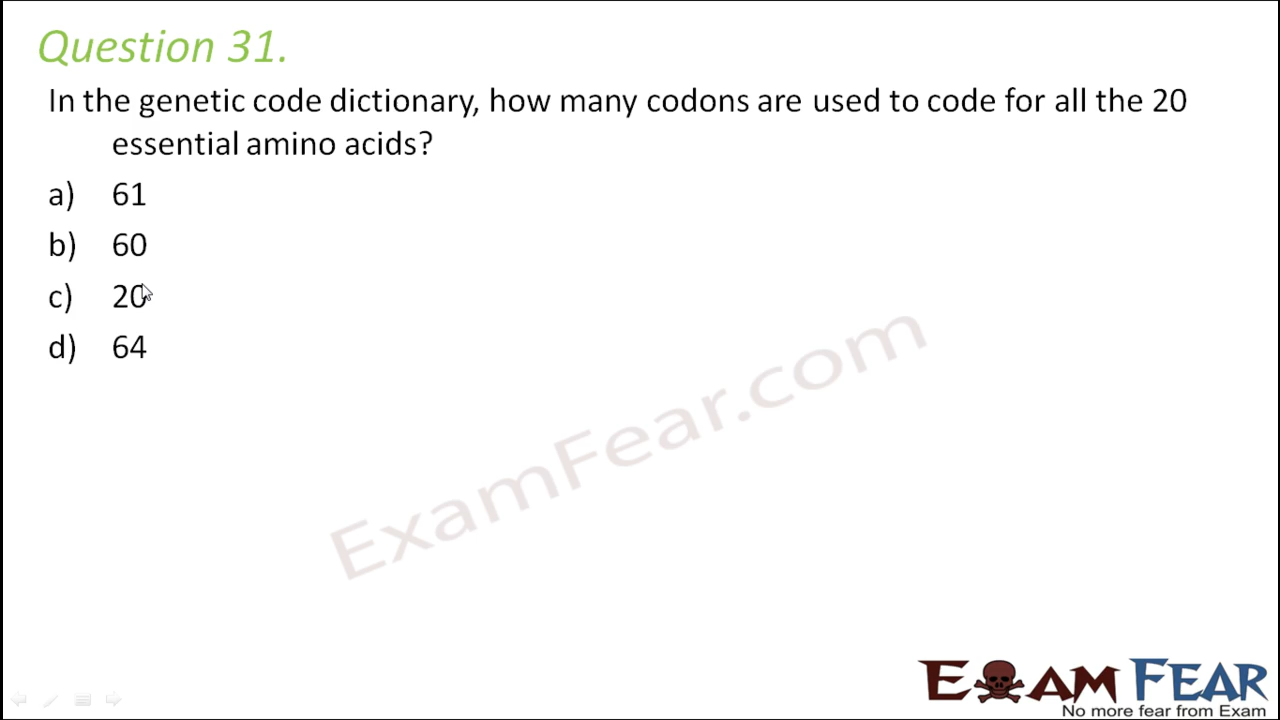 Question 31.
In the genetic code dictionary, how many codons are used to code for all the 20
essential amino acids?
a) 61
b) 60
c) 20
d) 64
ExamFear.com
EXAM FEAR
No more fear from Exam